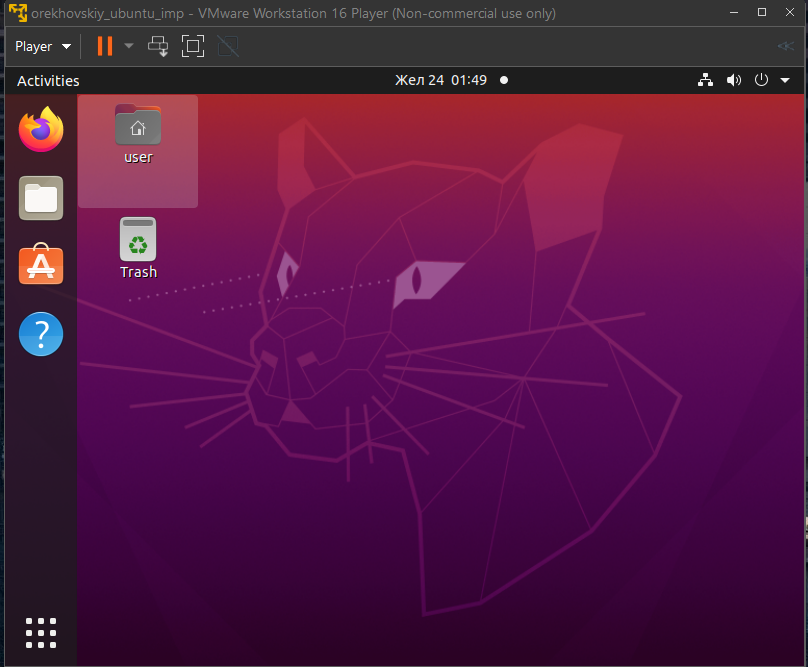 orekhovskiy_ubuntu_imp - VMware Workstation 16 Player (Non-commercial use only)
Player
Activities
Жел 24 01:49
user
Trash